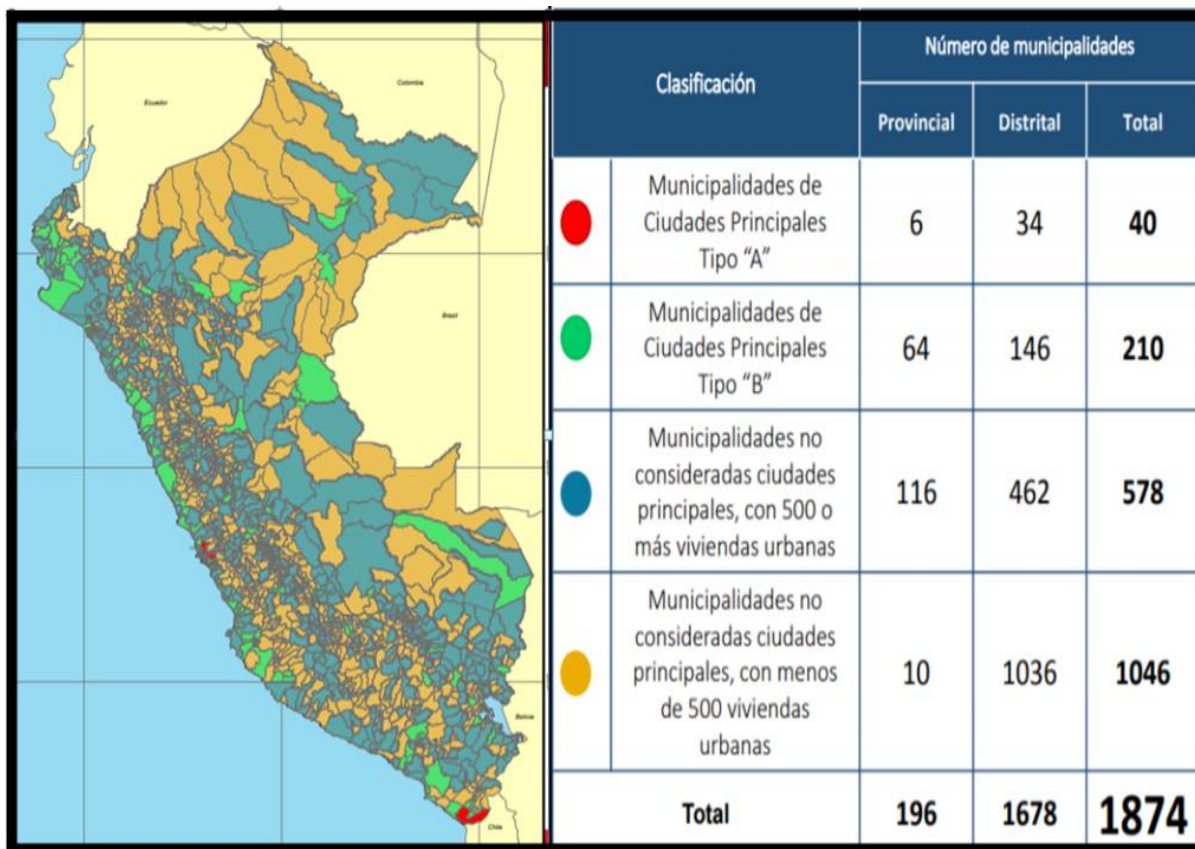 Ecuador
Colombia
Brasil
Bolivia
Chile
Clasificación
Número de municipalidades
Provincial
Distrital
Total
Municipalidades de
Ciudades Principales
Tipo “A”
6
34
40
Municipalidades de
Ciudades Principales
Tipo “B”
64
146
210
Municipalidades no
consideradas ciudades
principales, con 500 o
más viviendas urbanas
116
462
578
Municipalidades no
consideradas ciudades
principales, con menos
de 500 viviendas
urbanas
10
1036
1046
Total
196
1678
1874